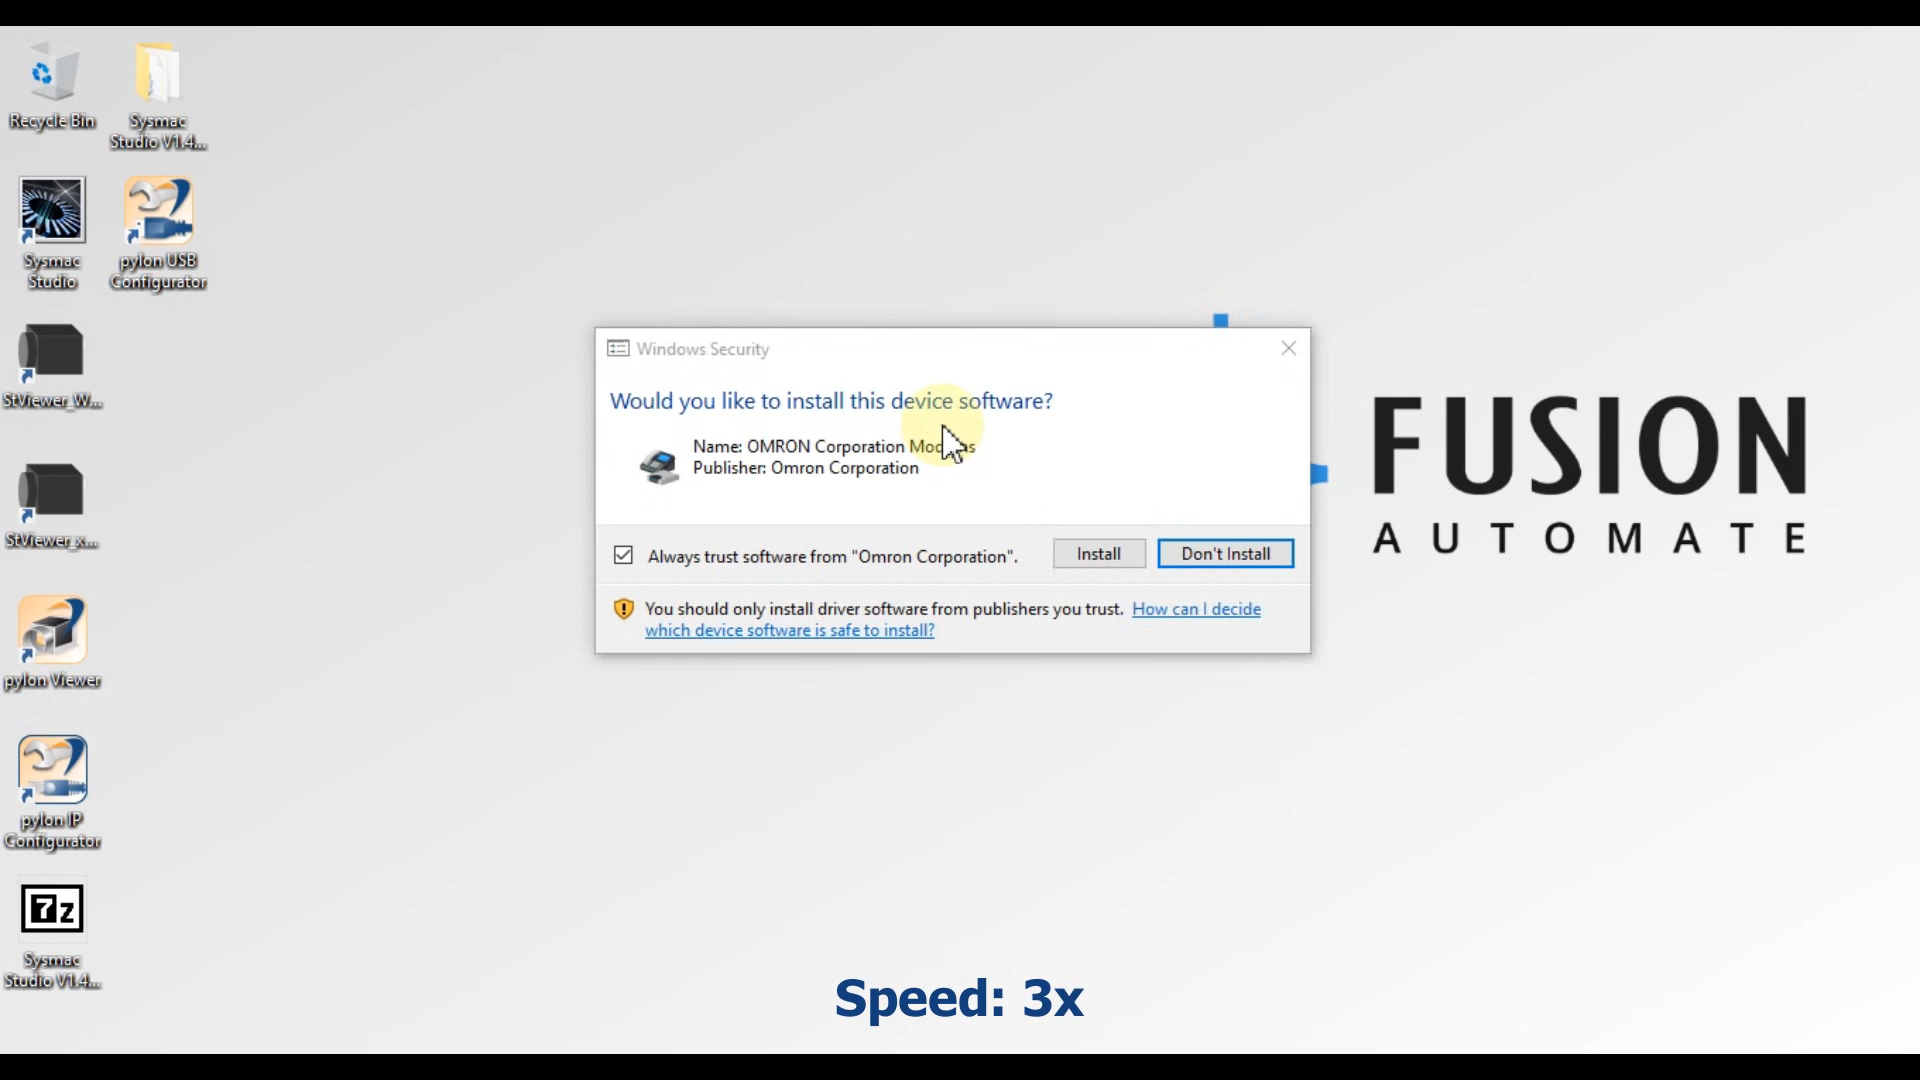 Recycle Bin
Sysmac
Studio V1.4...
Sysmac
Studio
pylon USB
Configurator
StViewer_W...
StViewer_x...
pylon Viewer
pylon IP
Configurator
7z
Sysmac
Studio V1.4...
Windows Security
Would you like to install this device software?
Name: OMRON Corporation
Publisher: Omron Corporation
Always trust software from "Omron Corporation".
Install
Don't Install
You should only install driver software from publishers you trust. How can I decide
which device software is safe to install?
FUSION
AUTOMATE
Speed: 3x